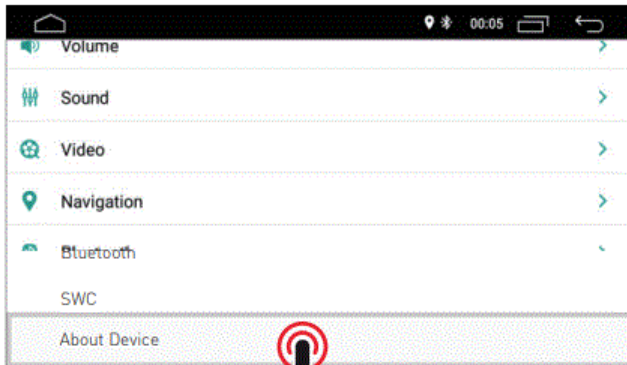 00:05
Volume
Sound
Video
Navigation
Bluetooth
SWC
About Device